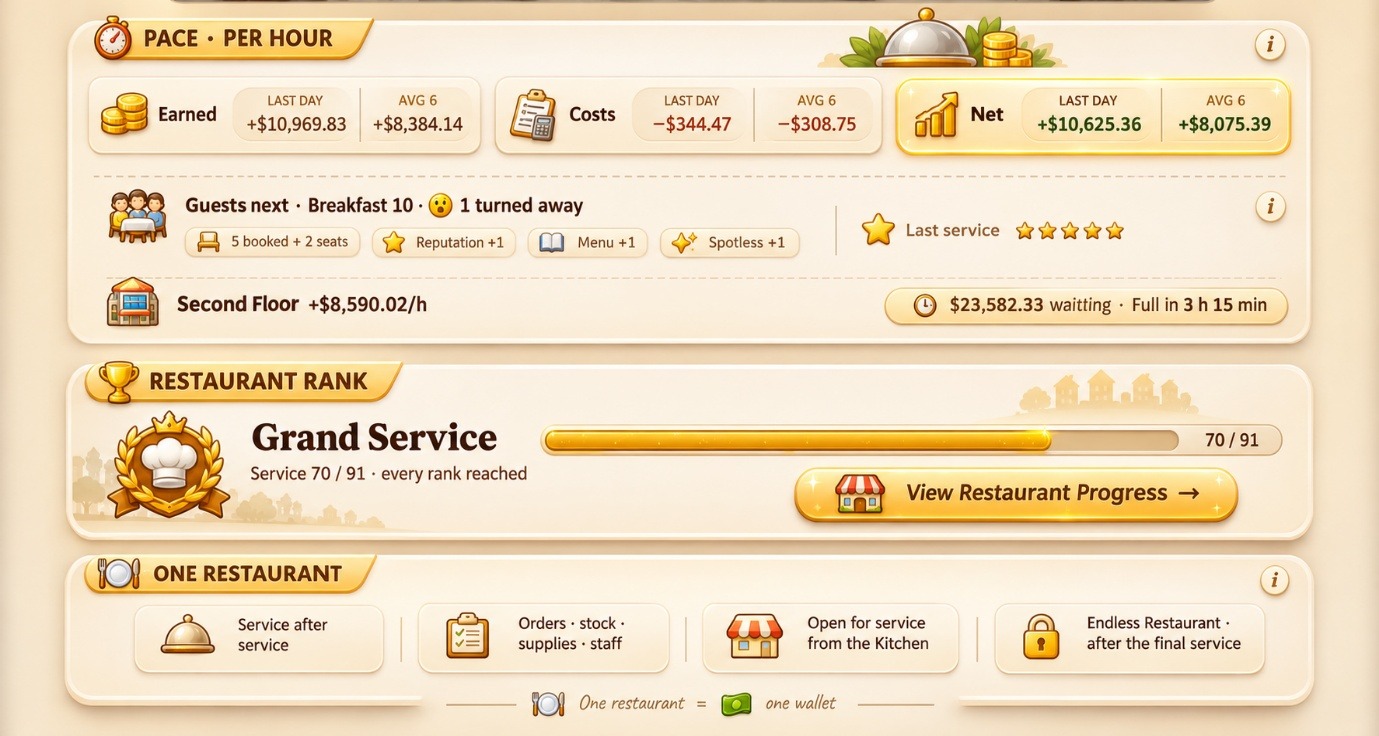 PACE · PER HOUR
i
Earned
LAST DAY
+$10,969.83
AVG 6
+$8,384.14
Costs
LAST DAY
−$344.47
AVG 6
−$308.75
Net
LAST DAY
+$10,625.36
AVG 6
+$8,075.39
Guests next · Breakfast 10 · 😮 1 turned away
i
5 booked + 2 seats
Reputation +1
Menu +1
Spotless +1
Last service
Second Floor +$8,590.02/h
$23,582.33 waitting · Full in 3 h 15 min
RESTAURANT RANK
Grand Service
70 / 91
Service 70 / 91 · every rank reached
View Restaurant Progress →
ONE RESTAURANT
i
Service after
service
Orders · stock ·
supplies · staff
Open for service
from the Kitchen
Endless Restaurant ·
after the final service
One restaurant = one wallet